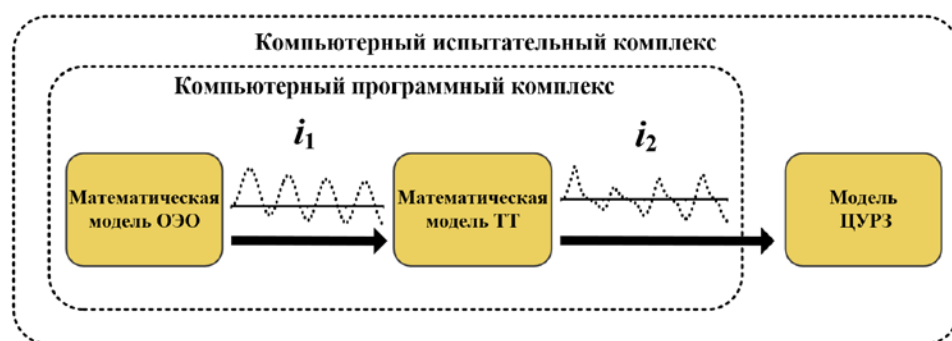 Компьютерный испытательный комплекс
Компьютерный программный комплекс
i1
i2
Математическая
модель ОЭО
Математическая
модель ТТ
Модель
ЦУРЗ